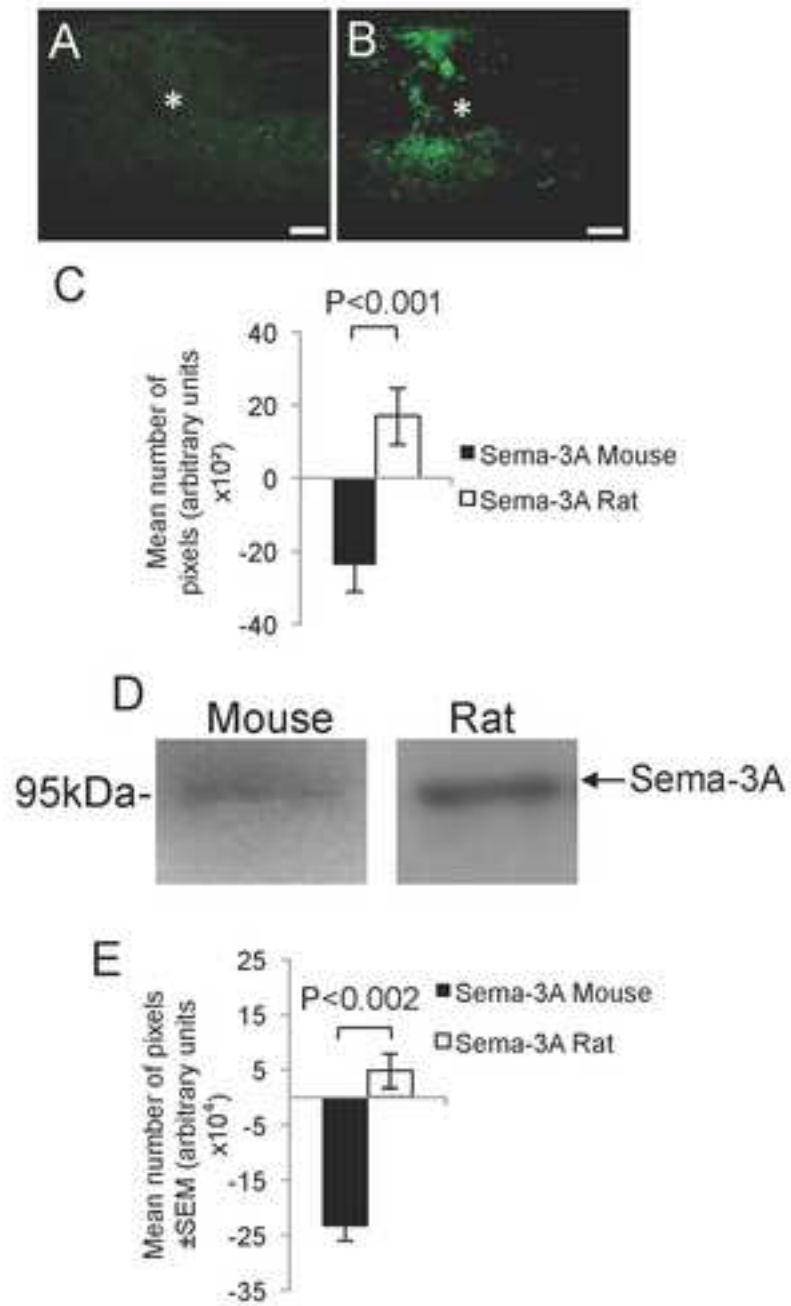 A
B
*
*
C
P<0.001
40
20
0
-20
-40
Mean number of
pixels (arbitrary units
x10²)
Sema-3A Mouse
Sema-3A Rat
D
Mouse
Rat
95kDa-
Sema-3A
E
25
15
5
-5
-15
-25
-35
P<0.002
Mean number of pixels
±SEM (arbitrary units
x10⁴)
Sema-3A Mouse
Sema-3A Rat